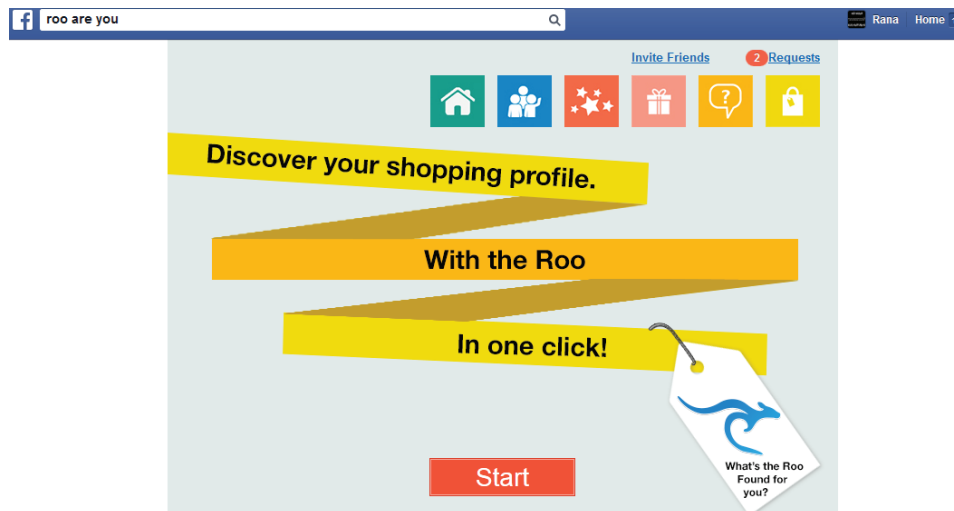 roo are you
Rana Home
Invite Friends 2 Requests
?
Discover your shopping profile.
With the Roo
In one click!
What's the Roo
Found for
you?
Start